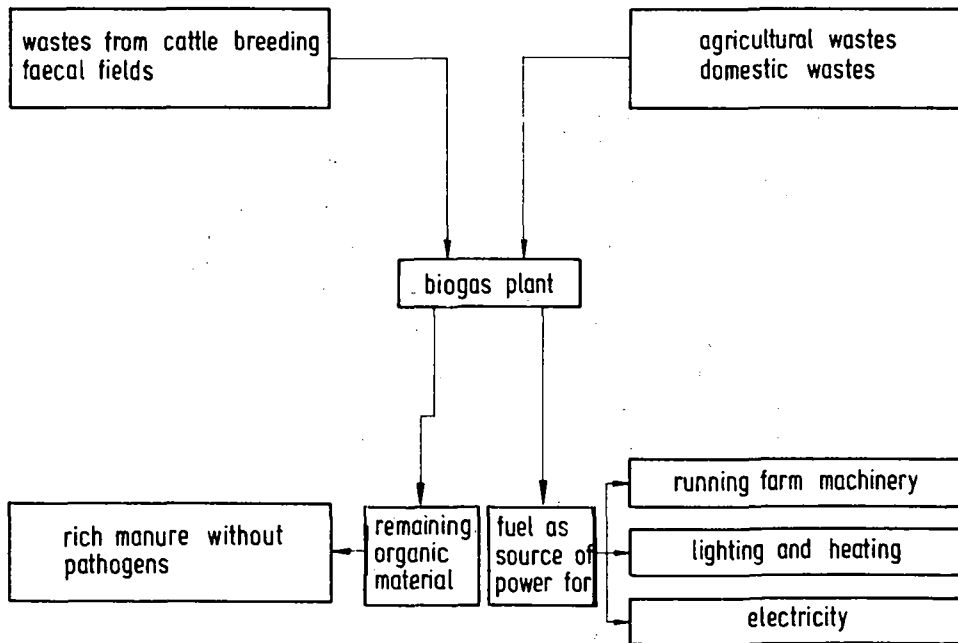 wastes from cattle breeding
faecal fields
agricultural wastes
domestic wastes
biogas plant
rich manure without
pathogens
remaining
organic
material
fuel as
source of
power for
running farm machinery
lighting and heating
electricity